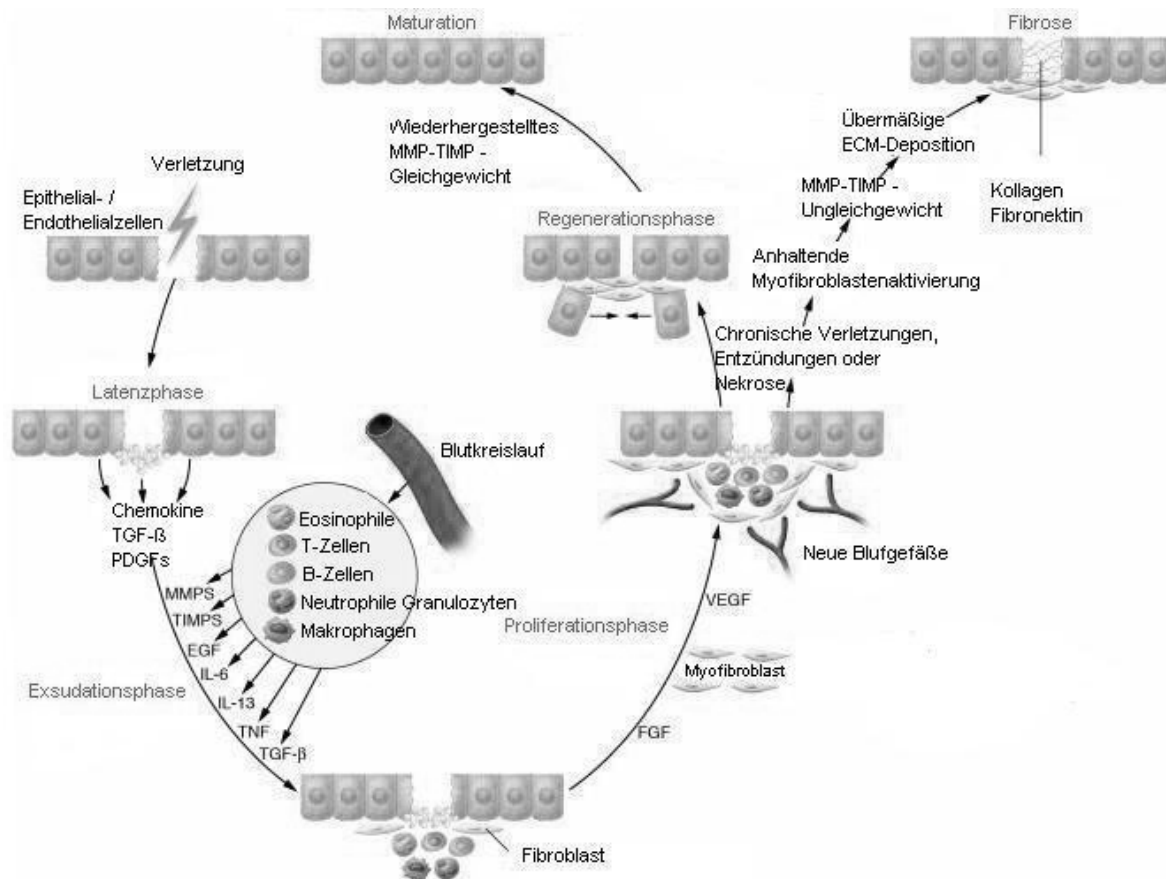 Maturation
Fibrose
Wiederhergestelltes
MMP-TIMP -
Gleichgewicht
Übermäßige
ECM-Deposition
Verletzung
Epithelial- /
Endothelialzellen
MMP-TIMP -
Ungleichgewicht
Kollagen
Fibronektin
Regenerationsphase
Anhaltende
Myofibroblastenaktivierung
Chronische Verletzungen,
Entzündungen oder
Nekrose
Latenzphase
Blutkreislauf
Chemokine
TGF-ß
PDGFs
Eosinophile
T-Zellen
B-Zellen
Neutrophile Granulozyten
Makrophagen
Neue Blufgefäße
MMPS
TIMPS
EGF
IL-6
IL-13
TNF
TGF-β
Exsudationsphase
Proliferationsphase
VEGF
Myofibroblast
FGF
Fibroblast